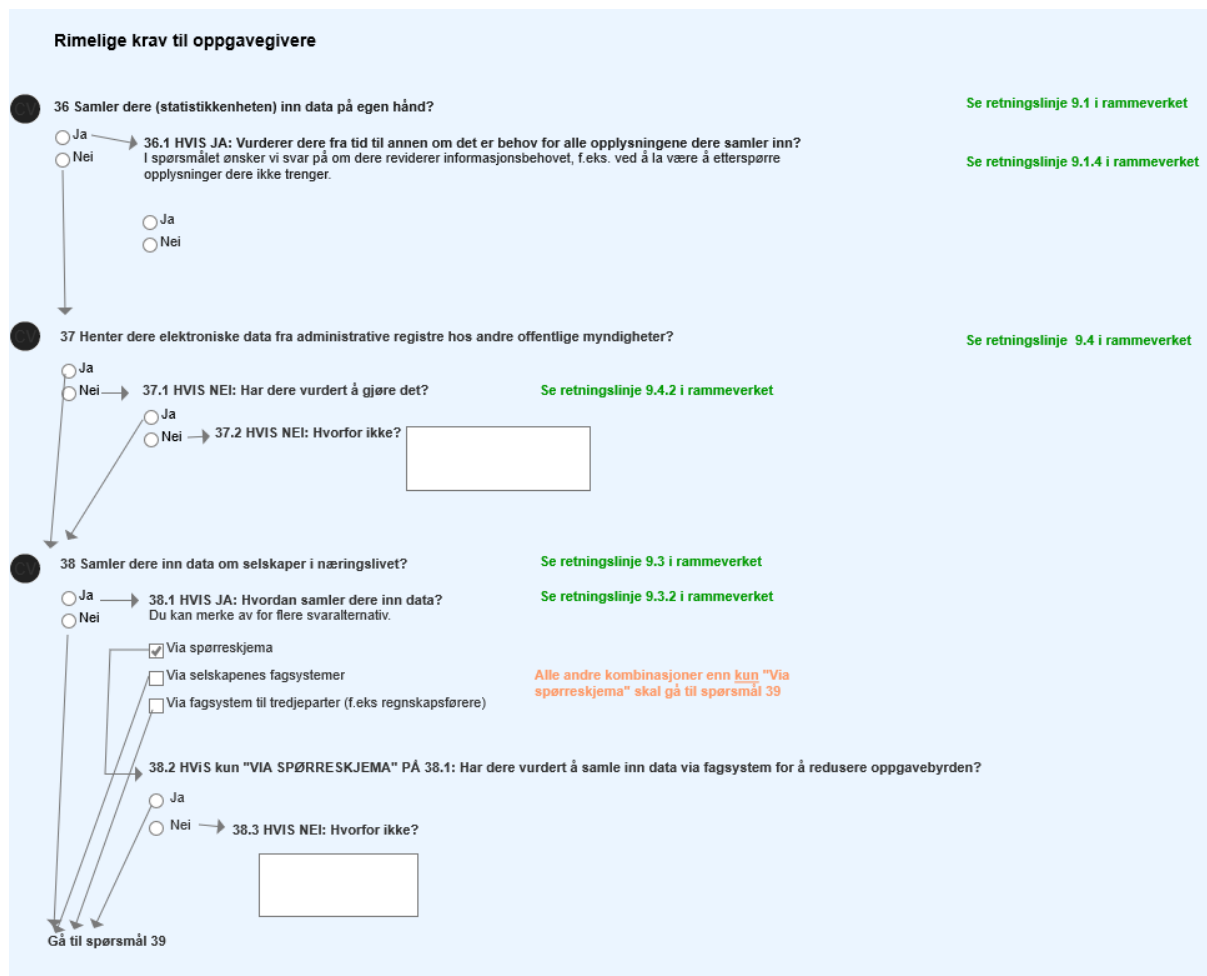 Rimelige krav til oppgavegivere
CV
36 Samler dere (statistikkenheten) inn data på egen hånd?
Se retningslinje 9.1 i rammeverket
Ja
36.1 HVIS JA: Vurderer dere fra tid til annen om det er behov for alle opplysningene dere samler inn?
Nei
I spørsmålet ønsker vi svar på om dere reviderer informasjonsbehovet, f.eks. ved å la være å etterspørre
opplysninger dere ikke trenger.
Se retningslinje 9.1.4 i rammeverket
Ja
Nei
CV
37 Henter dere elektroniske data fra administrative registre hos andre offentlige myndigheter?
Se retningslinje 9.4 i rammeverket
Ja
Nei
37.1 HVIS NEI: Har dere vurdert å gjøre det?
Se retningslinje 9.4.2 i rammeverket
Ja
Nei
37.2 HVIS NEI: Hvorfor ikke?
CV
38 Samler dere inn data om selskaper i næringslivet?
Se retningslinje 9.3 i rammeverket
Ja
38.1 HVIS JA: Hvordan samler dere inn data?
Se retningslinje 9.3.2 i rammeverket
Nei
Du kan merke av for flere svaralternativ.
Via spørreskjema
Via selskapenes fagsystemer
Alle andre kombinasjoner enn kun "Via
spørreskjema" skal gå til spørsmål 39
Via fagsystem til tredjeparter (f.eks regnskapsførere)
38.2 HViS kun "VIA SPØRRESKJEMA" PÅ 38.1: Har dere vurdert å samle inn data via fagsystem for å redusere oppgavebyrden?
Ja
Nei
38.3 HVIS NEI: Hvorfor ikke?
Gå til spørsmål 39